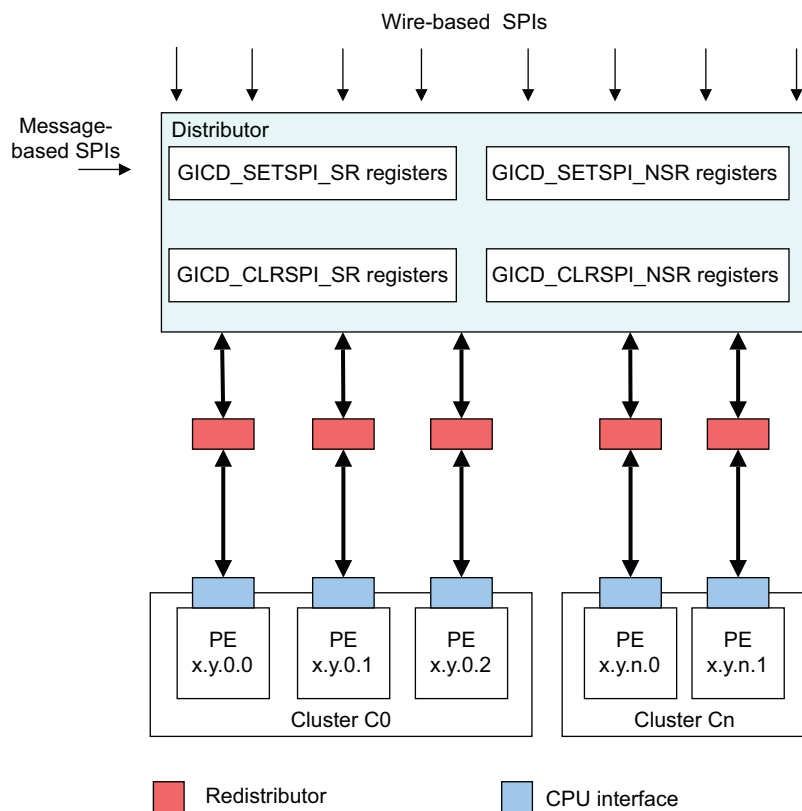 Wire-based SPIs
Message-
based SPIs
Distributor
GICD_SETSPI_SR registers
GICD_SETSPI_NSR registers
GICD_CLRSPI_SR registers
GICD_CLRSPI_NSR registers
PE
x.y.0.0
PE
x.y.0.1
PE
x.y.0.2
PE
x.y.n.0
PE
x.y.n.1
Cluster C0
Cluster Cn
Redistributor
CPU interface